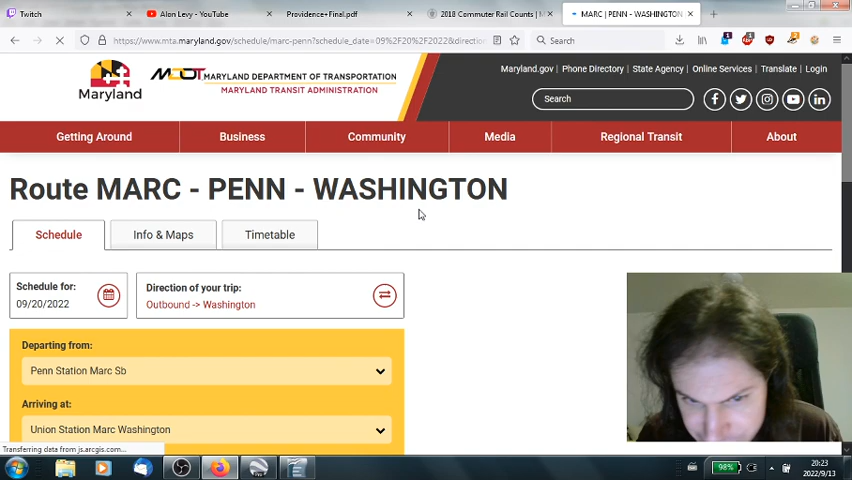 Twitch
Alon Levy - YouTube
Providence+Final.pdf
2018 Commuter Rail Counts | M
MARC | PENN - WASHINGTON
https://www.mta.maryland.gov/schedule/marc-penn?schedule_date=09%2F20%2F2022&direction
Search
Maryland
MDOT MARYLAND DEPARTMENT OF TRANSPORTATION
MARYLAND TRANSIT ADMINISTRATION
Maryland.gov | Phone Directory | State Agency | Online Services | Translate | Login
Search
Getting Around
Business
Community
Media
Regional Transit
About
Route MARC - PENN - WASHINGTON
Schedule
Info & Maps
Timetable
Schedule for:
09/20/2022
Direction of your trip:
Outbound -> Washington
Departing from:
Penn Station Marc Sb
Arriving at:
Union Station Marc Washington
Transferring data from js.arcgis.com...
98%
20:23
2022/9/13